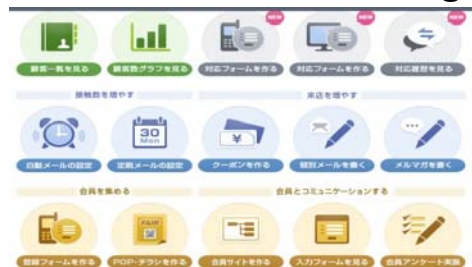 NEW NEW NEW
顧客一覧を見る 顧客数グラフを見る 対応フォームを作る 対応フォームを作る 対応履歴を見る
接触数を増やす 来店を増やす
30
Mon
¥
自動メールの設定 定期メールの設定 クーポンを作る 個別メールを書く メルマガを書く
会員を集める 会員とコミュニケーションする
FAIR
登録フォームを作る POP・チラシを作る 会員サイトを作る 入力フォームを見る 会員アンケート実施